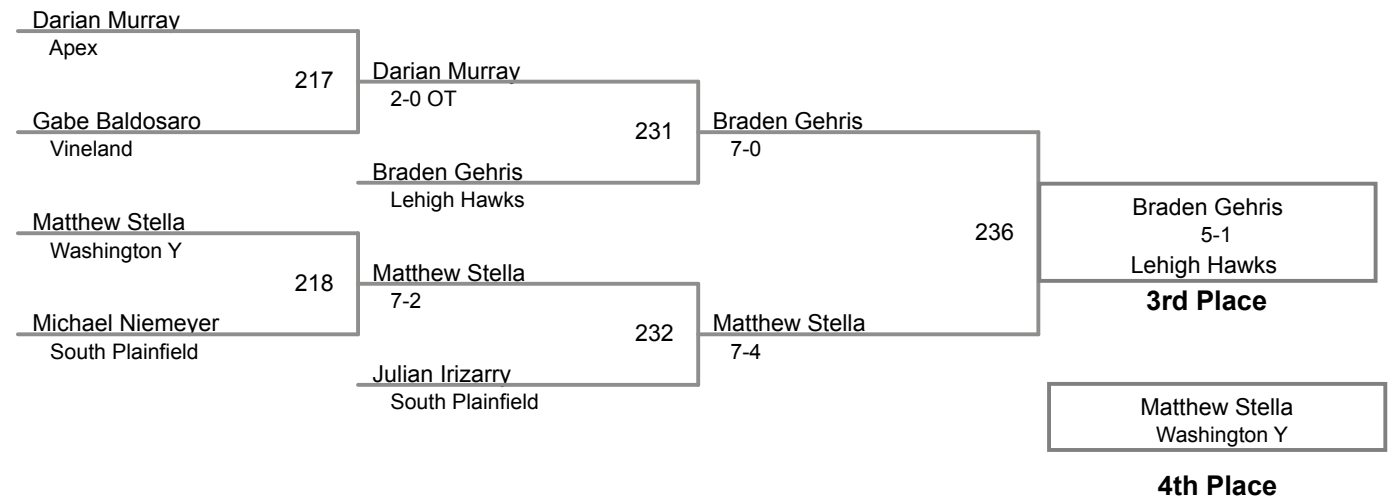 Darian Murray
Apex
217
Darian Murray
2-0 OT
Gabe Baldosaro
Vineland
231
Braden Gehris
7-0
Braden Gehris
Lehigh Hawks
Matthew Stella
Washington Y
218
Matthew Stella
7-2
Michael Niemeyer
South Plainfield
232
Matthew Stella
7-4
Julian Irizarry
South Plainfield
236
Braden Gehris
5-1
Lehigh Hawks
3rd Place
Matthew Stella
Washington Y
4th Place